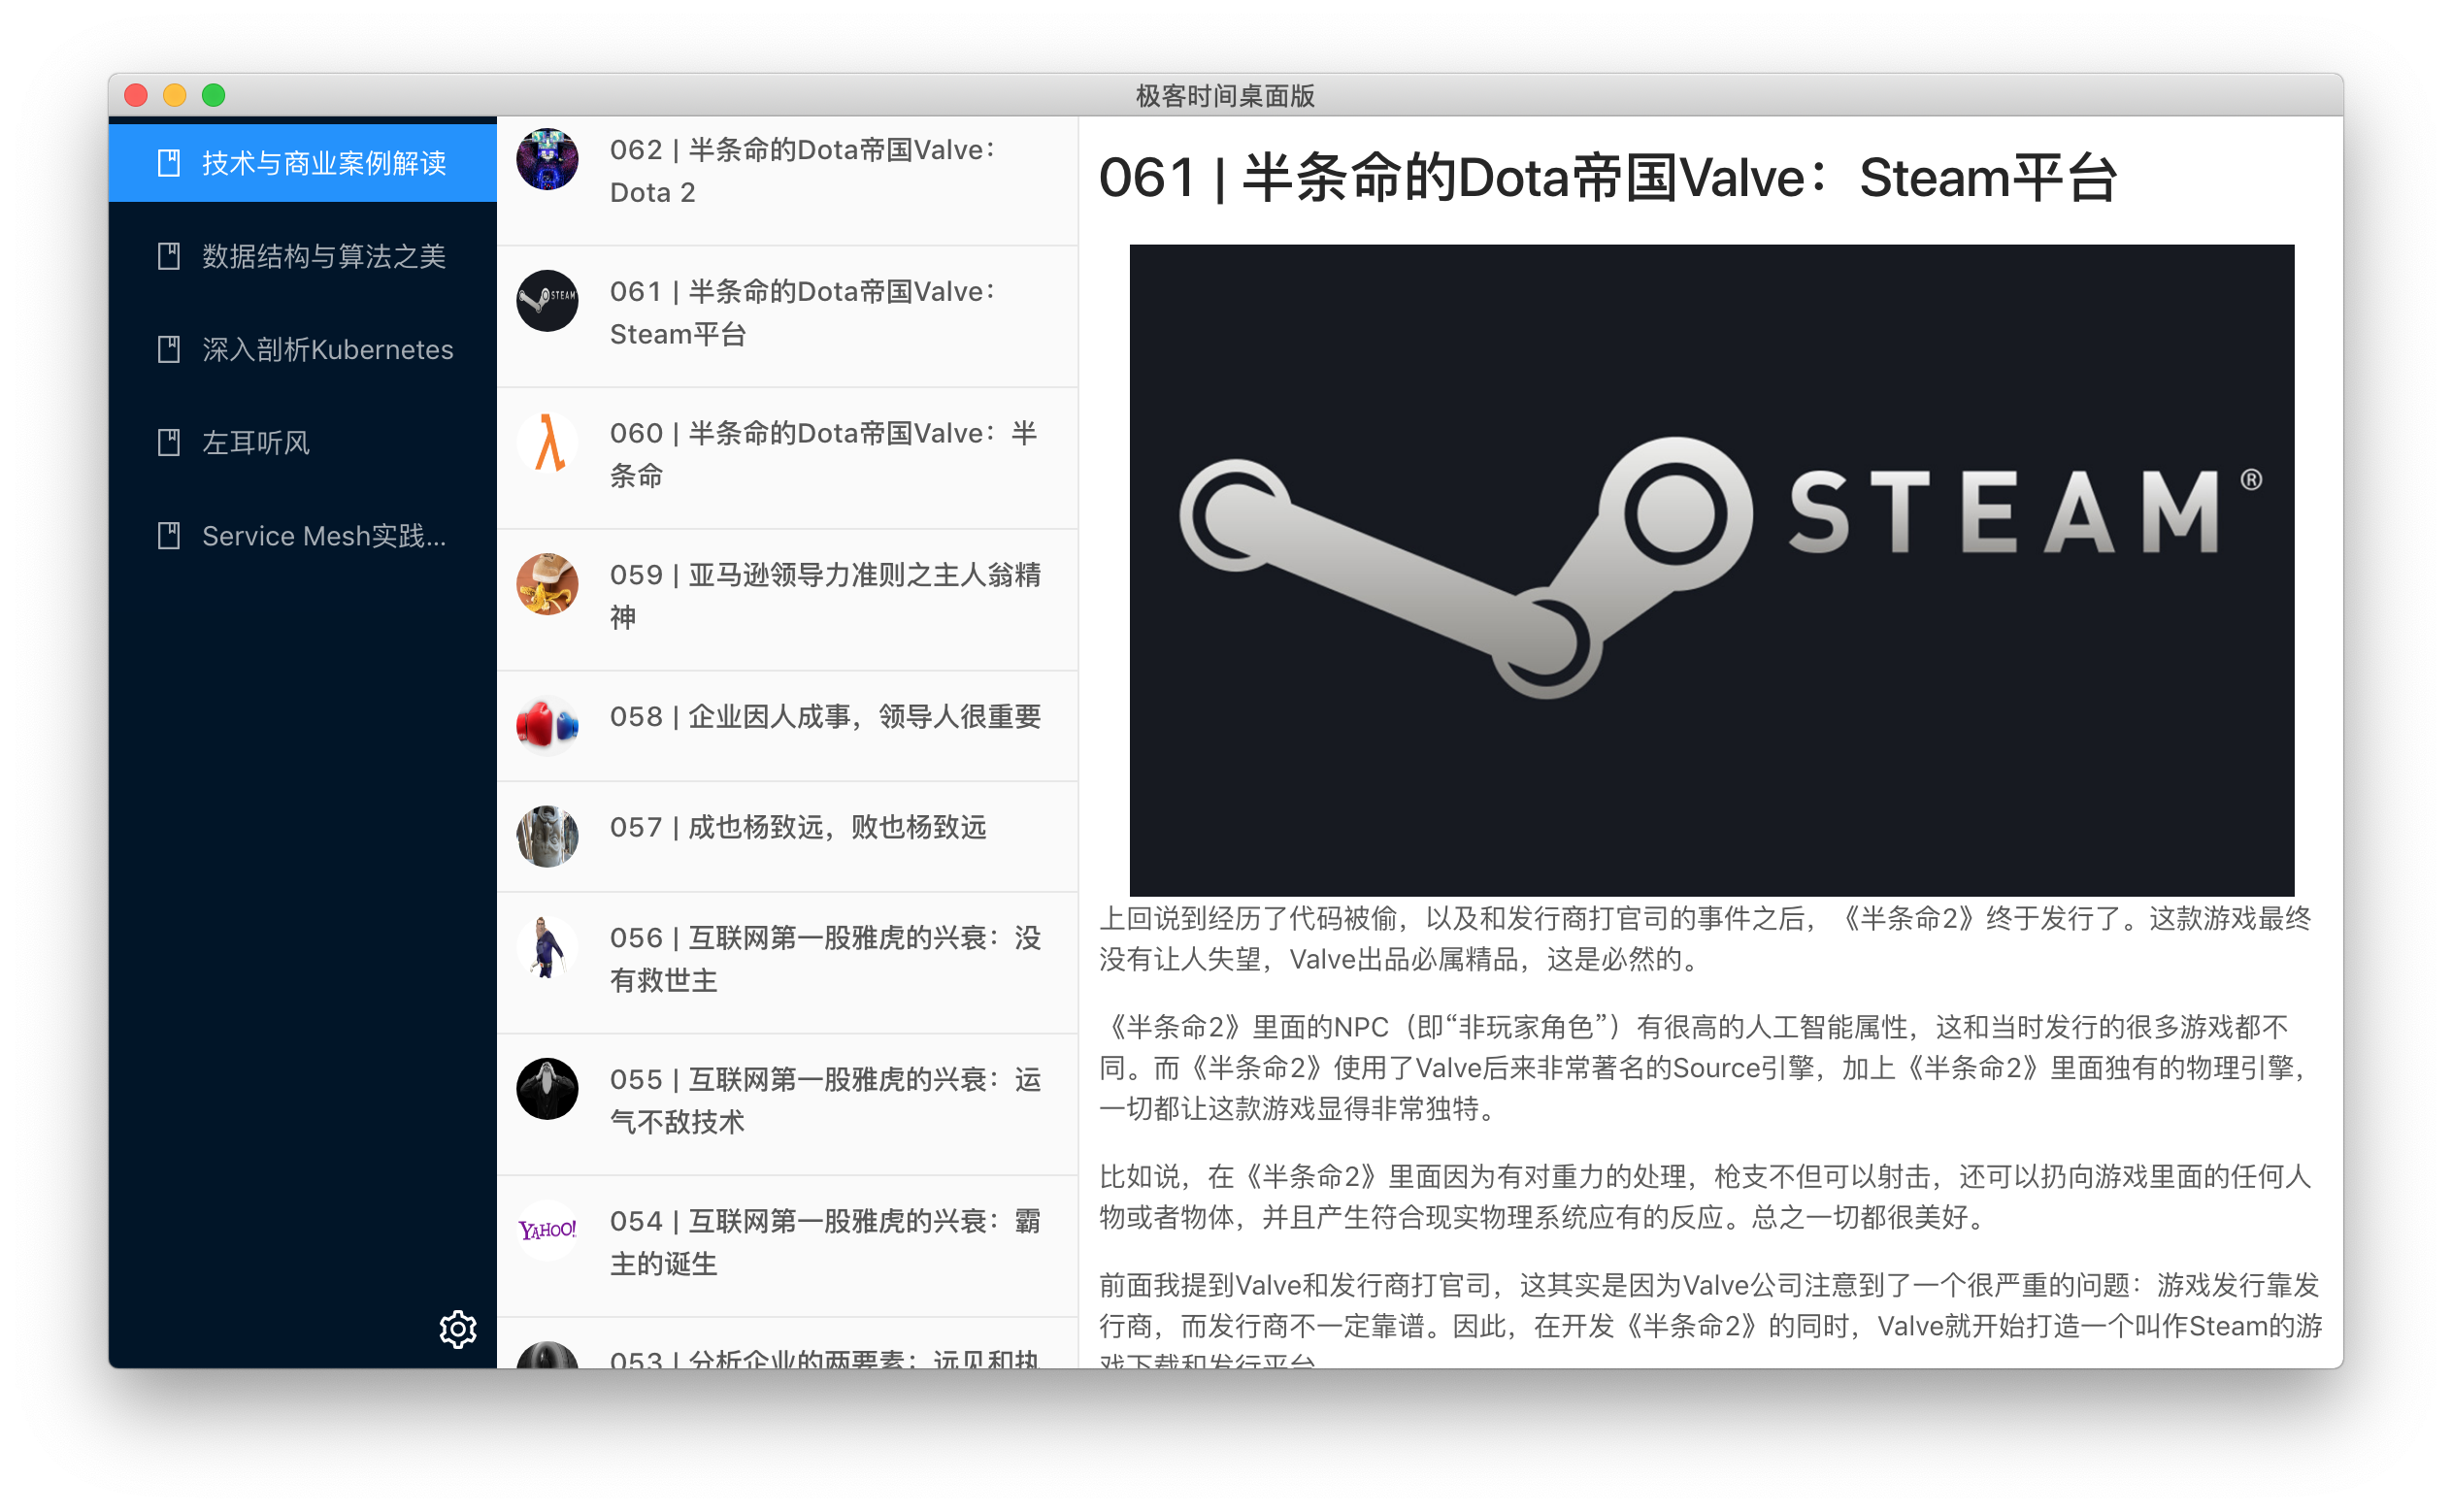 极客时间桌面版
技术与商业案例解读
数据结构与算法之美
深入剖析Kubernetes
左耳听风
Service Mesh实践...
062 | 半条命的Dota帝国Valve：
Dota 2
STEAM
061 | 半条命的Dota帝国Valve：
Steam平台
060 | 半条命的Dota帝国Valve：半
条命
059 | 亚马逊领导力准则之主人翁精
神
058 | 企业因人成事，领导人很重要
057 | 成也杨致远，败也杨致远
056 | 互联网第一股雅虎的兴衰：没
有救世主
055 | 互联网第一股雅虎的兴衰：运
气不敌技术
YAHOO!
054 | 互联网第一股雅虎的兴衰：霸
主的诞生
053 | 分析企业的两要素：远见和执
061 | 半条命的Dota帝国Valve：Steam平台
STEAM®
上回说到经历了代码被偷，以及和发行商打官司的事件之后，《半条命2》终于发行了。这款游戏最终
没有让人失望，Valve出品必属精品，这是必然的。
《半条命2》里面的NPC（即“非玩家角色”）有很高的人工智能属性，这和当时发行的很多游戏都不
同。而《半条命2》使用了Valve后来非常著名的Source引擎，加上《半条命2》里面独有的物理引擎，
一切都让这款游戏显得非常独特。
比如说，在《半条命2》里面因为有对重力的处理，枪支不但可以射击，还可以扔向游戏里面的任何人
物或者物体，并且产生符合现实物理系统应有的反应。总之一切都很美好。
前面我提到Valve和发行商打官司，这其实是因为Valve公司注意到了一个很严重的问题：游戏发行靠发
行商，而发行商不一定靠谱。因此，在开发《半条命2》的同时，Valve就开始打造一个叫作Steam的游
戏下载和发行平台